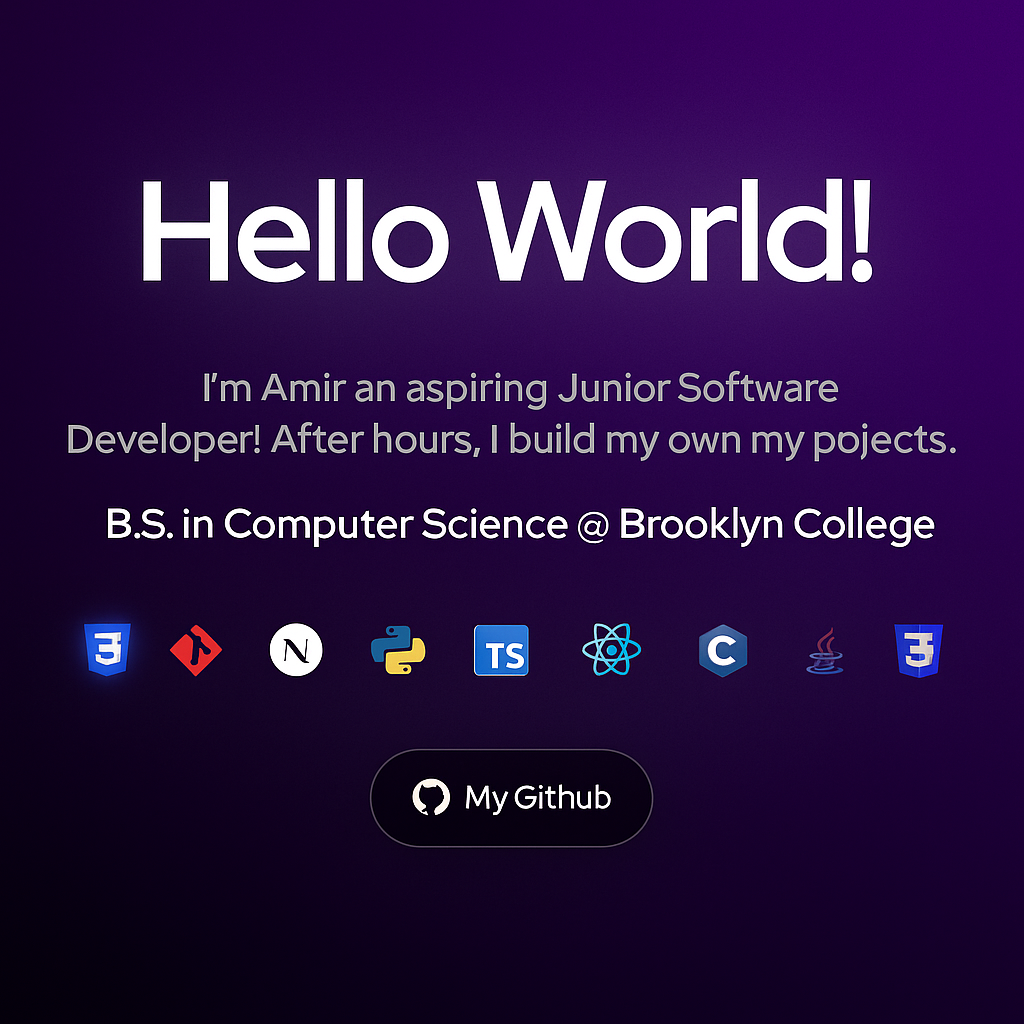 Hello World!
I'm Amir an aspiring Junior Software
Developer! After hours, I build my own my pojects.
B.S. in Computer Science @ Brooklyn College
3 N TS C 3
My Github